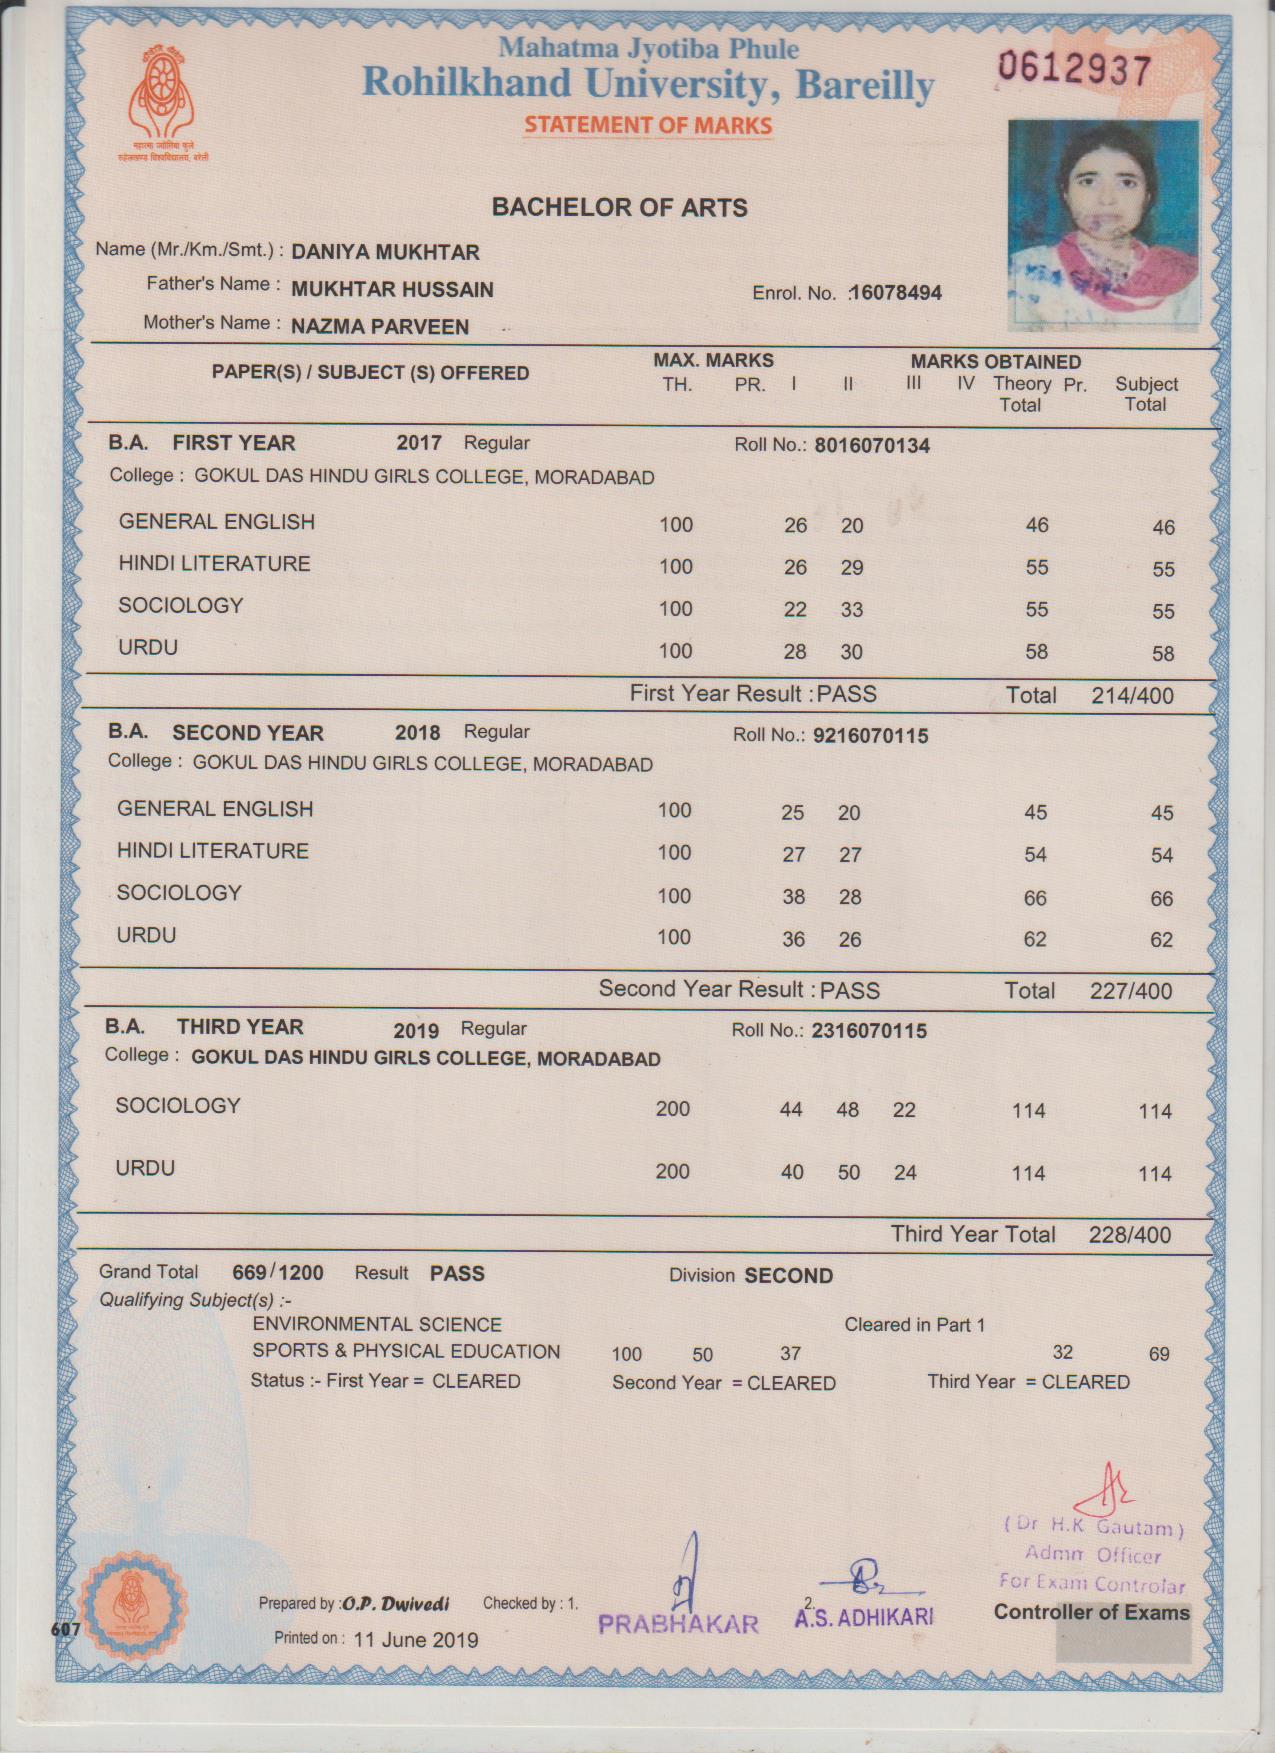 Mahatma Jyotiba Phule
Rohilkhand University, Bareilly
0612937
STATEMENT OF MARKS
महात्मा ज्योतिबा फुले
रुहेलखण्ड विश्वविद्यालय, बरेली
BACHELOR OF ARTS
Name (Mr./Km./Smt.) : DANIYA MUKHTAR
Father's Name : MUKHTAR HUSSAIN
Enrol. No. :16078494
Mother's Name : NAZMA PARVEEN
PAPER(S) / SUBJECT (S) OFFERED MAX. MARKS MARKS OBTAINED
TH. PR. I II III IV Theory Total Pr. Subject Total
B.A. FIRST YEAR 2017 Regular Roll No.: 8016070134
College : GOKUL DAS HINDU GIRLS COLLEGE, MORADABAD
GENERAL ENGLISH 100 26 20 46 46
HINDI LITERATURE 100 26 29 55 55
SOCIOLOGY 100 22 33 55 55
URDU 100 28 30 58 58
First Year Result : PASS Total 214/400
B.A. SECOND YEAR 2018 Regular Roll No.: 9216070115
College : GOKUL DAS HINDU GIRLS COLLEGE, MORADABAD
GENERAL ENGLISH 100 25 20 45 45
HINDI LITERATURE 100 27 27 54 54
SOCIOLOGY 100 38 28 66 66
URDU 100 36 26 62 62
Second Year Result : PASS Total 227/400
B.A. THIRD YEAR 2019 Regular Roll No.: 2316070115
College : GOKUL DAS HINDU GIRLS COLLEGE, MORADABAD
SOCIOLOGY 200 44 48 22 114 114
URDU 200 40 50 24 114 114
Third Year Total 228/400
Grand Total 669/1200 Result PASS Division SECOND
Qualifying Subject(s) :-
ENVIRONMENTAL SCIENCE Cleared in Part 1
SPORTS & PHYSICAL EDUCATION 100 50 37 32 69
Status :- First Year = CLEARED Second Year = CLEARED Third Year = CLEARED
(Dr H.K Gautam)
Admn Officer
For Exam Controlar
Controller of Exams
Prepared by :O.P. Dwivedi Checked by : 1. PRABHAKAR 2. A.S. ADHIKARI
607
Printed on : 11 June 2019